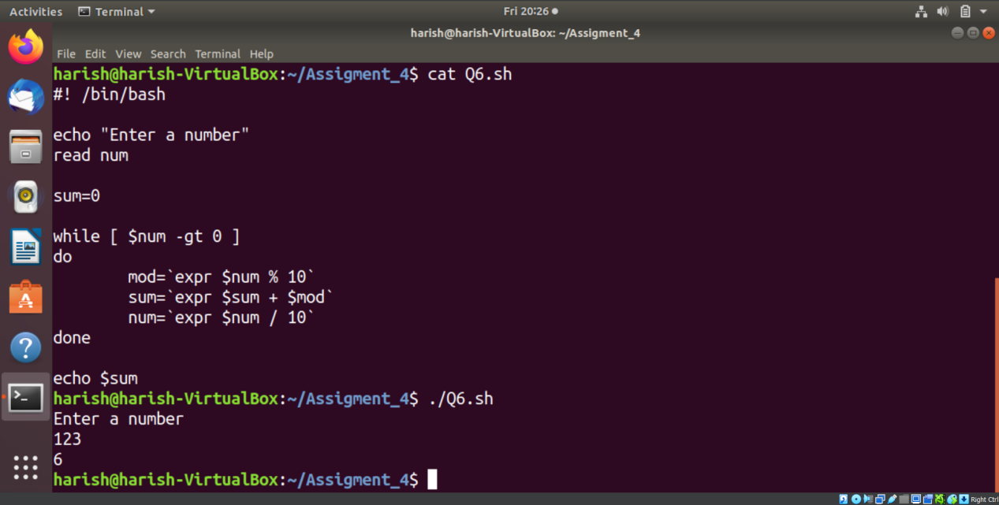 Activities Terminal Fri 20:26
harish@harish-VirtualBox: ~/Assigment_4
File Edit View Search Terminal Help
harish@harish-VirtualBox:~/Assigment_4$ cat Q6.sh
#! /bin/bash
echo "Enter a number"
read num
sum=0
while [ $num -gt 0 ]
do
mod=`expr $num % 10`
sum=`expr $sum + $mod`
num=`expr $num / 10`
done
echo $sum
harish@harish-VirtualBox:~/Assigment_4$ ./Q6.sh
Enter a number
123
6
harish@harish-VirtualBox:~/Assigment_4$
Right Ctrl